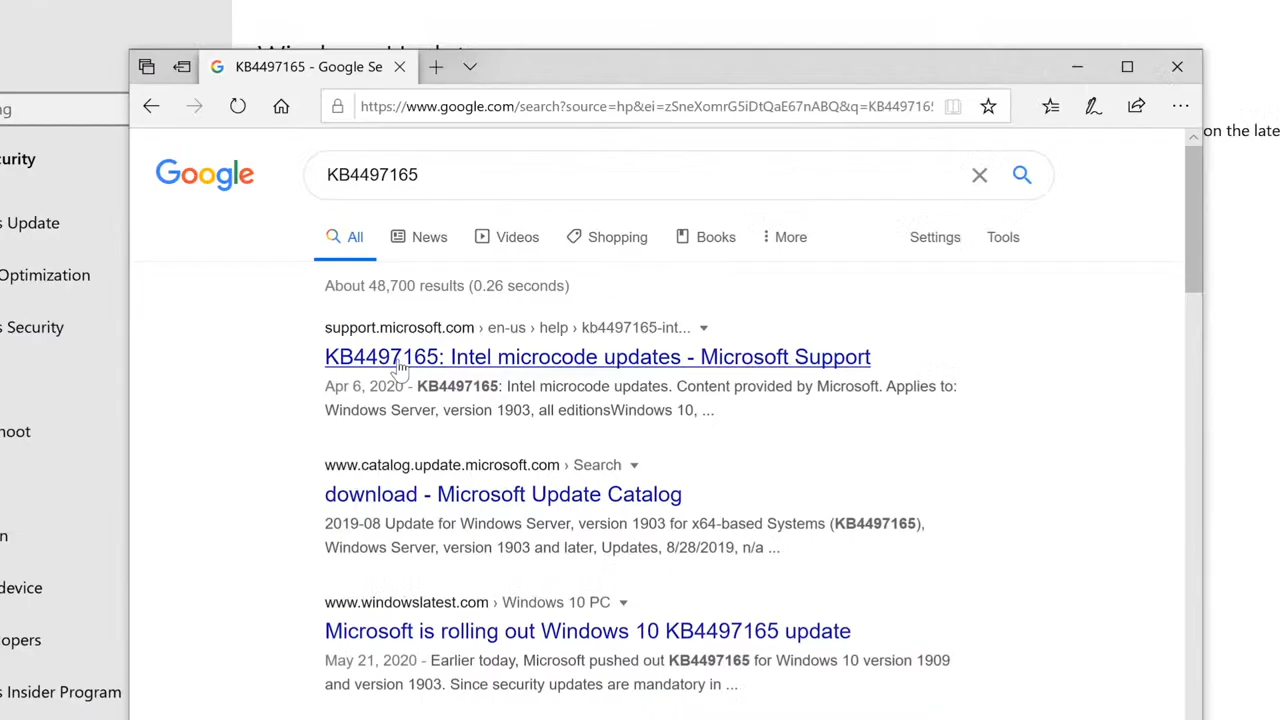 KB4497165 - Google Se
https://www.google.com/search?source=hp&ei=zSneXomrG5iDtQaE67nABQ&q=KB449716
ng
on the late
Google
KB4497165
curity
s Update
All News Videos Shopping Books More Settings Tools
Optimization
About 48,700 results (0.26 seconds)
s Security
support.microsoft.com › en-us › help › kb4497165-int...
KB4497165: Intel microcode updates - Microsoft Support
Apr 6, 2020 - KB4497165: Intel microcode updates. Content provided by Microsoft. Applies to:
Windows Server, version 1903, all editionsWindows 10, ...
hoot
www.catalog.update.microsoft.com › Search
download - Microsoft Update Catalog
2019-08 Update for Windows Server, version 1903 for x64-based Systems (KB4497165),
n
Windows Server, version 1903 and later, Updates, 8/28/2019, n/a ...
device
www.windowslatest.com › Windows 10 PC
Microsoft is rolling out Windows 10 KB4497165 update
opers
May 21, 2020 - Earlier today, Microsoft pushed out KB4497165 for Windows 10 version 1909
and version 1903. Since security updates are mandatory in ...
s Insider Program